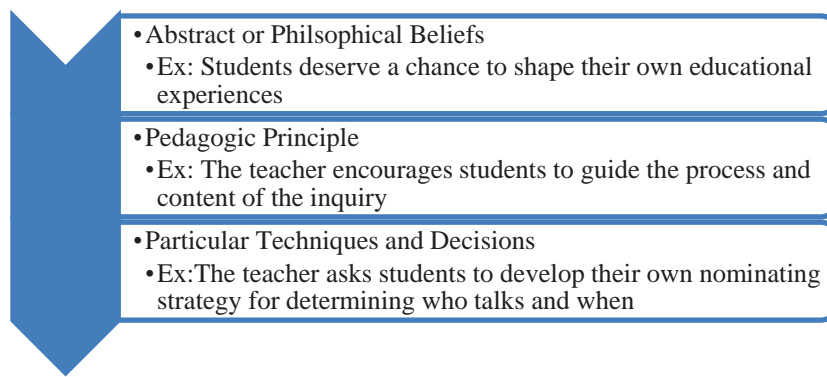 •Abstract or Philsophical Beliefs
•Ex: Students deserve a chance to shape their own educational
experiences
•Pedagogic Principle
•Ex: The teacher encourages students to guide the process and
content of the inquiry
•Particular Techniques and Decisions
•Ex:The teacher asks students to develop their own nominating
strategy for determining who talks and when